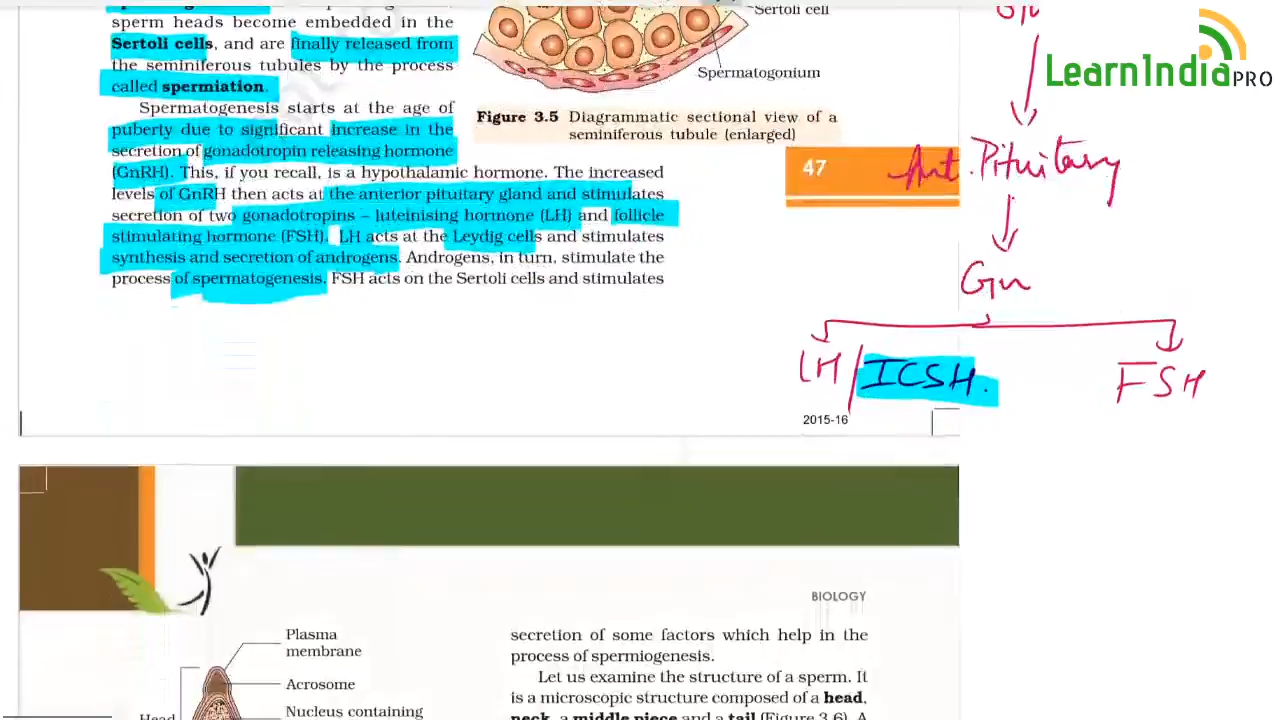 sperm heads become embedded in the
Sertoli cells, and are finally released from
the seminiferous tubules by the process
called spermiation.
Spermatogenesis starts at the age of
puberty due to significant increase in the
secretion of gonadotropin releasing hormone
(GnRH). This, if you recall, is a hypothalamic hormone. The increased
levels of GnRH then acts at the anterior pituitary gland and stimulates
secretion of two gonadotropins – luteinising hormone (LH) and follicle
stimulating hormone (FSH). LH acts at the Leydig cells and stimulates
synthesis and secretion of androgens. Androgens, in turn, stimulate the
process of spermatogenesis. FSH acts on the Sertoli cells and stimulates
Sertoli cell
Spermatogonium
Figure 3.5 Diagrammatic sectional view of a
seminiferous tubule (enlarged)
47
LearnIndia PRO
Ant. Pituitary
Gn
LH/ICSH.
FSH
2015-16
BIOLOGY
Plasma
membrane
Acrosome
Nucleus containing
Head
secretion of some factors which help in the
process of spermiogenesis.
Let us examine the structure of a sperm. It
is a microscopic structure composed of a head,
neck, a middle piece and a tail (Figure 3.6). A